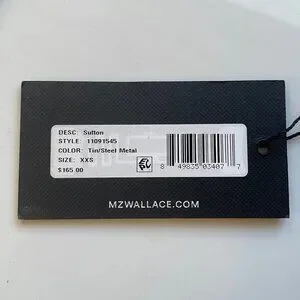 DESC: Sutton
STYLE: 11091545
COLOR: Tin/Steel Metal
SIZE: XXS
$165.00
8 49835 03407 7
MZWALLACE.COM